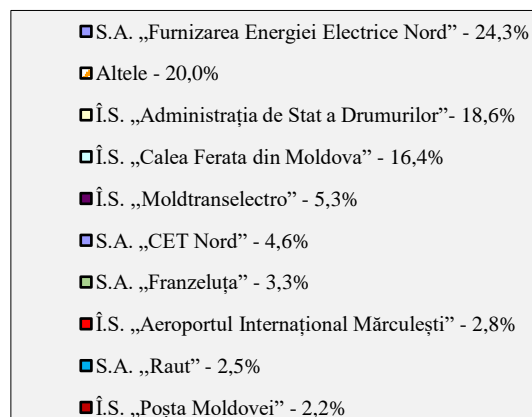 S.A. „Furnizarea Energiei Electrice Nord” - 24,3%
Altele - 20,0%
Î.S. „Administrația de Stat a Drumurilor”- 18,6%
Î.S. „Calea Ferata din Moldova” - 16,4%
Î.S. „Moldtranselectro” - 5,3%
S.A. „CET Nord” - 4,6%
S.A. „Franzeluța” - 3,3%
Î.S. „Aeroportul Internațional Mărculești” - 2,8%
S.A. „Raut” - 2,5%
Î.S. „Poșta Moldovei” - 2,2%